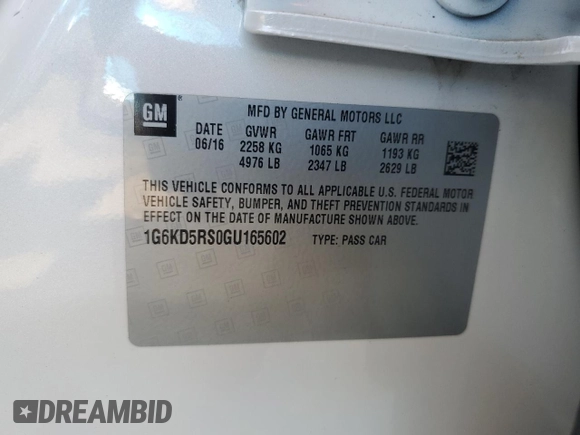 GM
MFD BY GENERAL MOTORS LLC
DATE GVWR GAWR FRT GAWR RR
06/16 2258 KG 1065 KG 1193 KG
4976 LB 2347 LB 2629 LB
THIS VEHICLE CONFORMS TO ALL APPLICABLE U.S. FEDERAL MOTOR
VEHICLE SAFETY, BUMPER, AND THEFT PREVENTION STANDARDS IN
EFFECT ON THE DATE OF MANUFACTURE SHOWN ABOVE.
1G6KD5RS0GU165602 TYPE: PASS CAR
DREAMBID